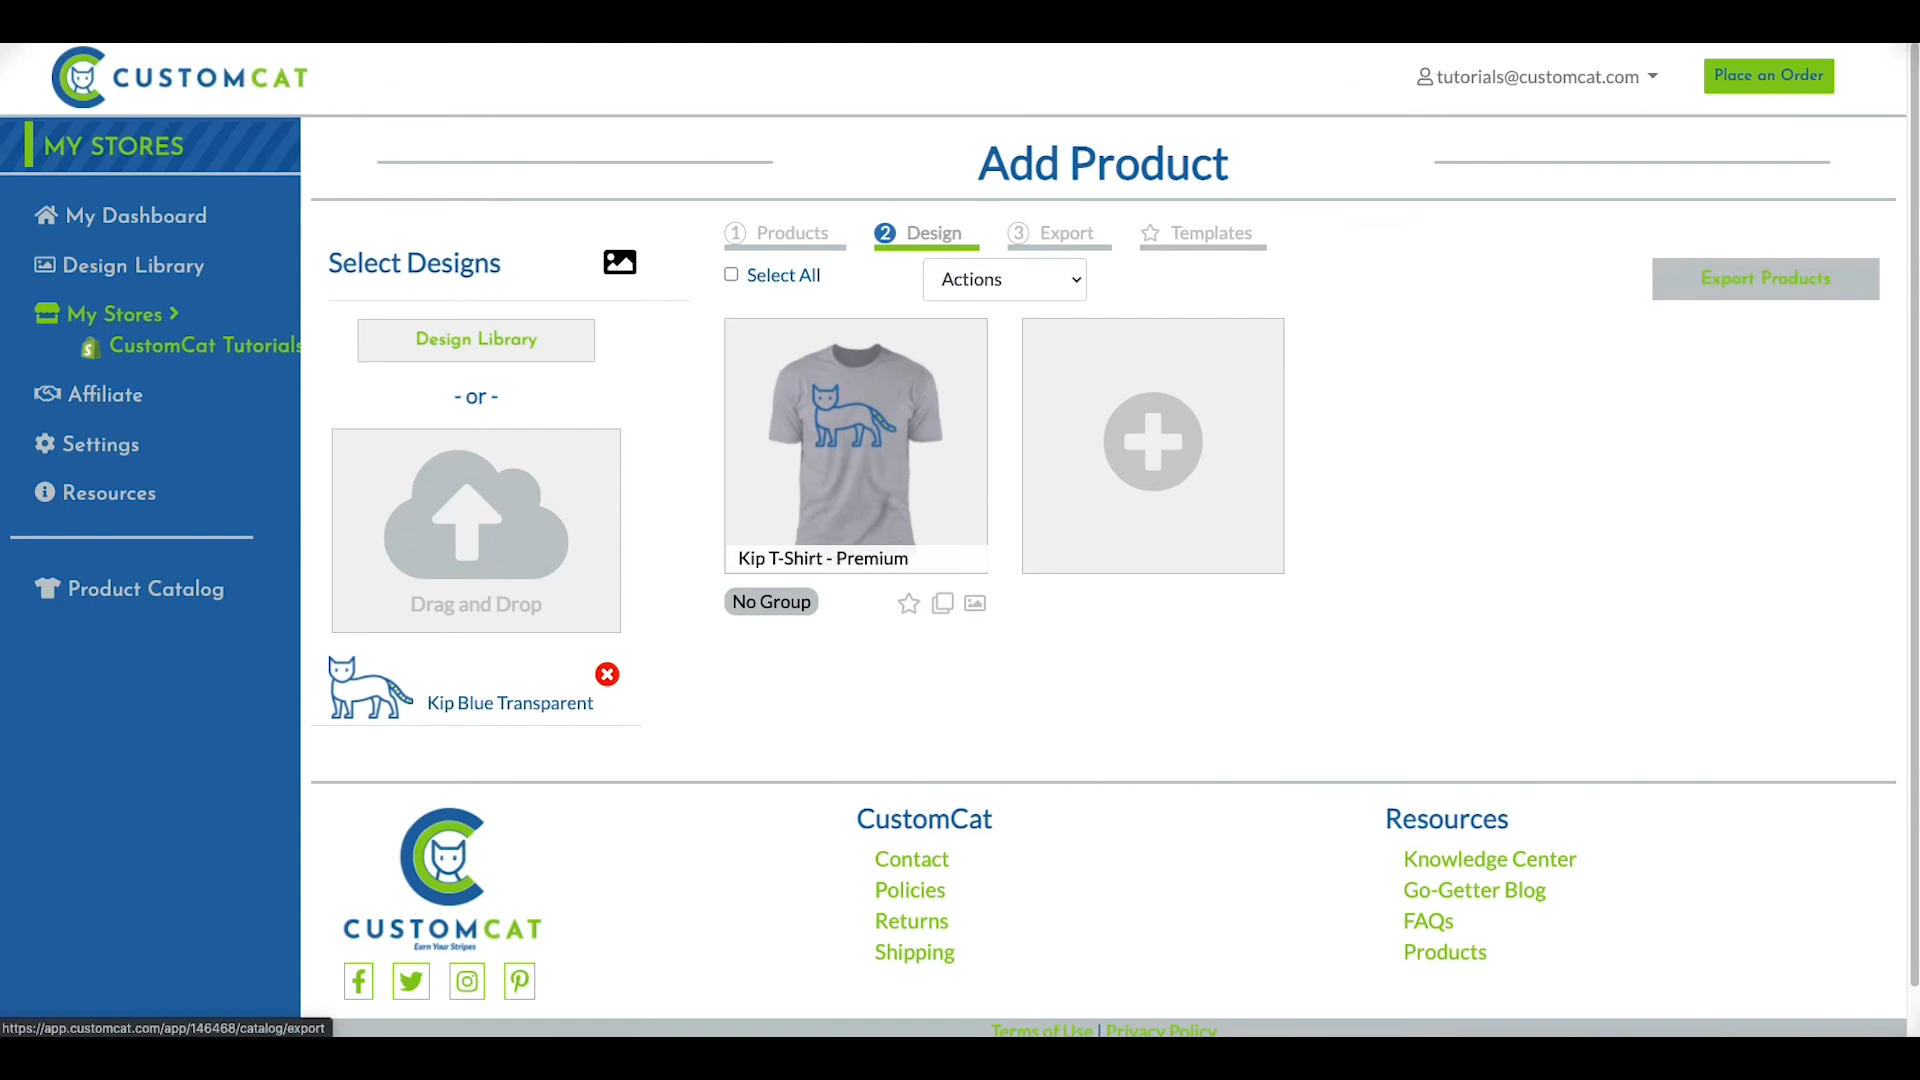 CUSTOMCAT
tutorials@customcat.com
Place an Order
MY STORES
My Dashboard
Design Library
My Stores
CustomCat Tutorials
Affiliate
Settings
Resources
Product Catalog
Add Product
Select Designs
1 Products
2 Design
3 Export
Templates
Select All
Actions
Export Products
Design Library
- or -
Drag and Drop
Kip Blue Transparent
Kip T-Shirt - Premium
No Group
CUSTOMCAT
Earn Your Stripes
CustomCat
Contact
Policies
Returns
Shipping
Resources
Knowledge Center
Go-Getter Blog
FAQs
Products
Terms of Use | Privacy Policy
https://app.customcat.com/app/146468/catalog/export